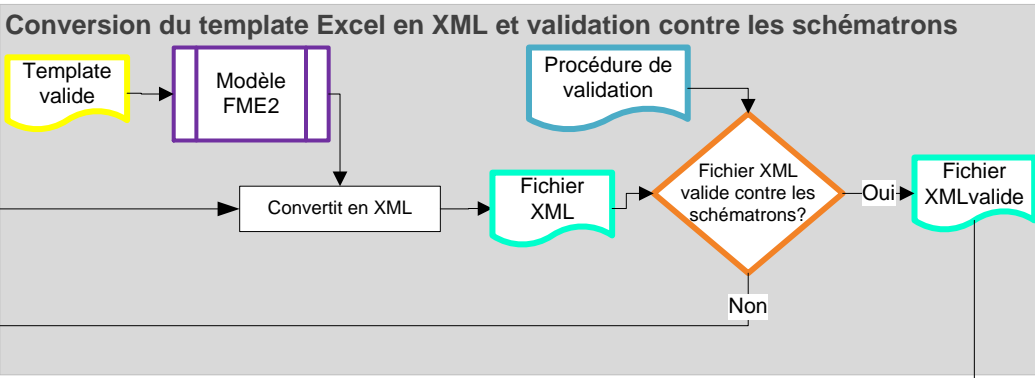 Conversion du template Excel en XML et validation contre les schématrons
Template
valide
Modèle
FME2
Procédure de
validation
Convertit en XML
Fichier
XML
Fichier XML
valide contre les
schématrons?
Oui
Fichier
XMLvalide
Non